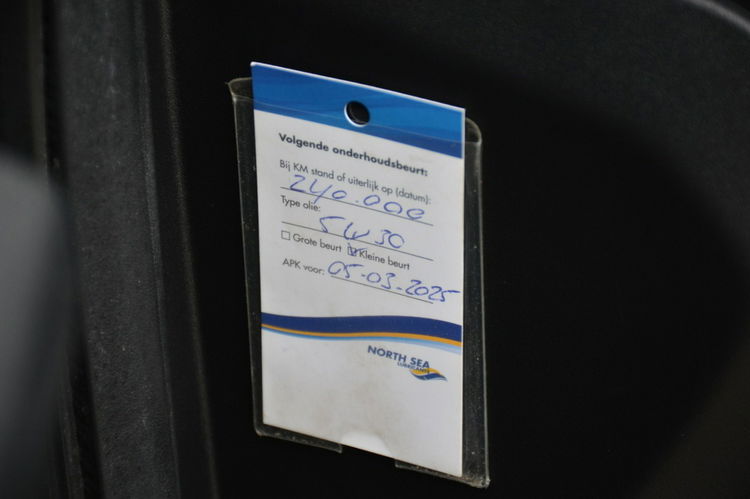 Volgende onderhoudsbeurt:
Bij KM stand of uiterlijk op (datum):
240.000
Type olie:
5W30
☐ Grote beurt ☒ Kleine beurt
APK voor: 05-03-2025
NORTH SEA
LUBRICANTS